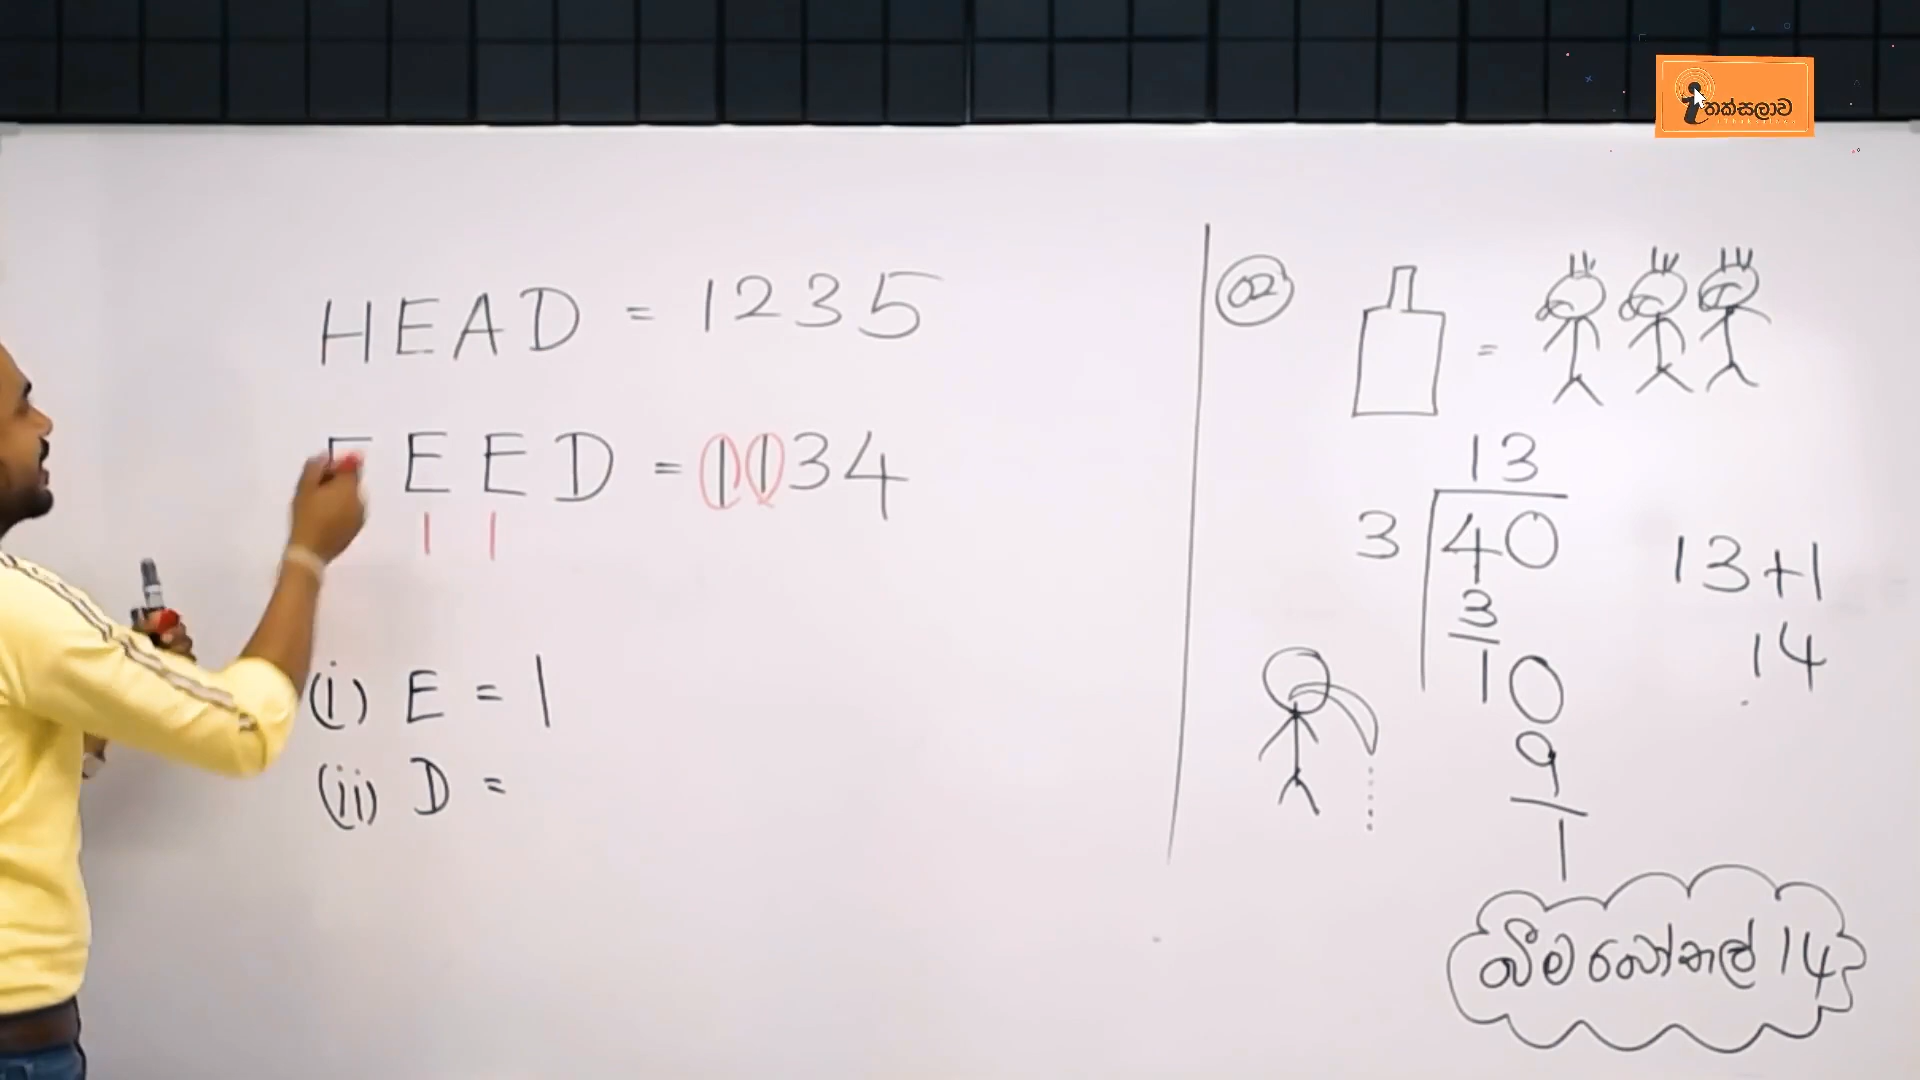 තක්සලාව
HEAD = 1235
FEED = 1134
1 1
(i) E = 1
(ii) D =
02
=
13
3 40
3
10
9
1
13+1
14
බීම බෝතල් 14